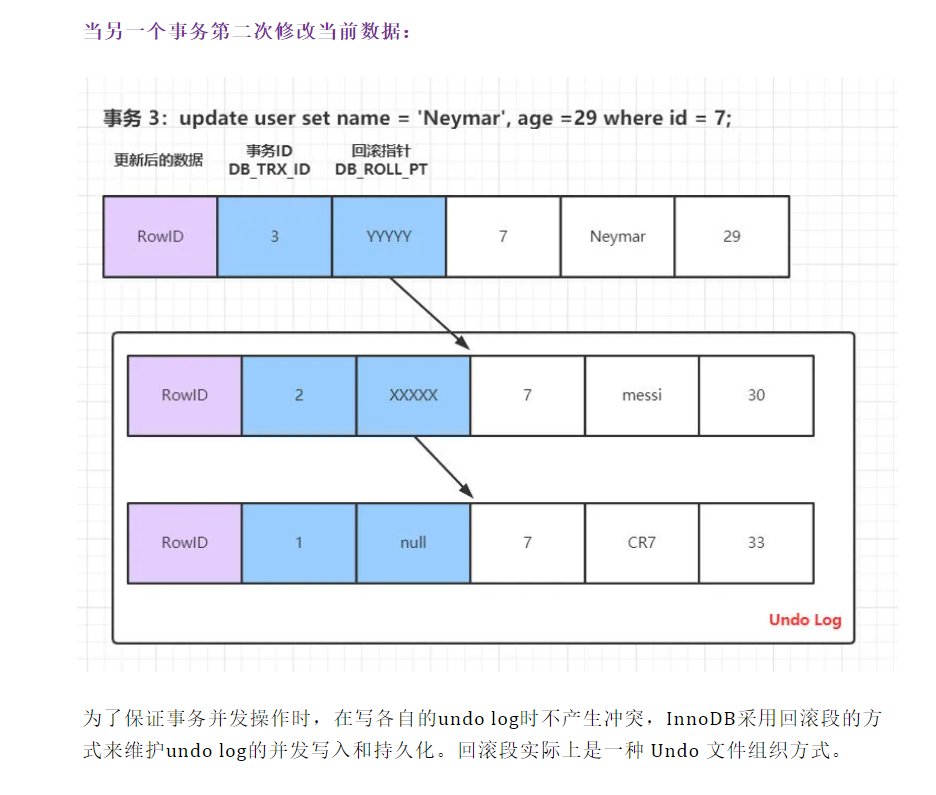 当另一个事务第二次修改当前数据：
事务 3：update user set name = 'Neymar', age =29 where id = 7;
更新后的数据 事务ID 回滚指针
DB_TRX_ID DB_ROLL_PT
RowID 3 YYYYY 7 Neymar 29
RowID 2 XXXXX 7 messi 30
RowID 1 null 7 CR7 33
Undo Log
为了保证事务并发操作时，在写各自的undo log时不产生冲突，InnoDB采用回滚段的方
式来维护undo log的并发写入和持久化。回滚段实际上是一种 Undo 文件组织方式。